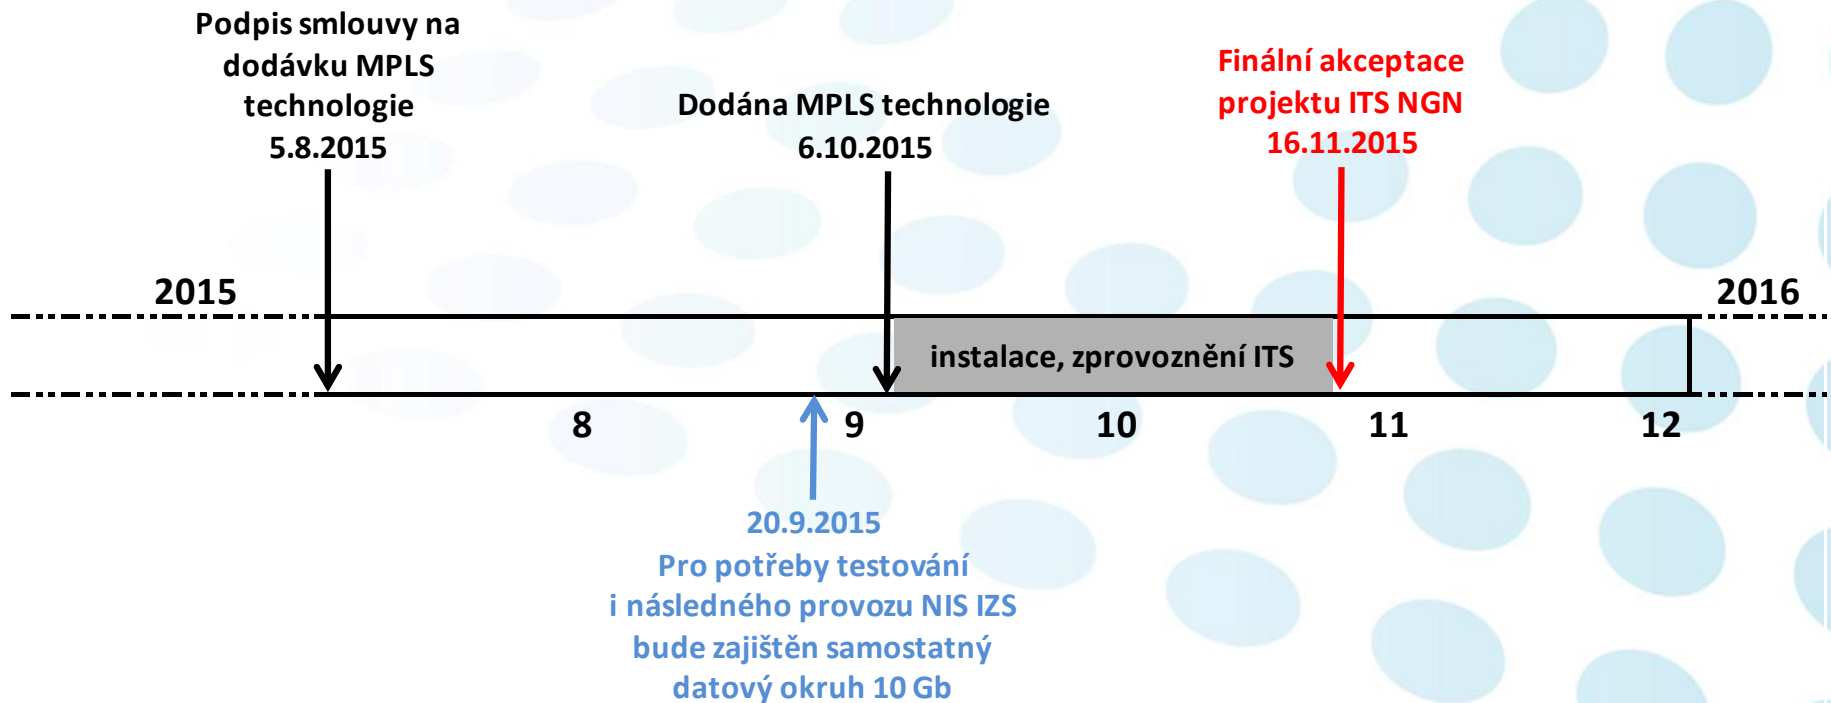 Podpis smlouvy na
dodávku MPLS
technologie
5.8.2015
Dodána MPLS technologie
6.10.2015
Finální akceptace
projektu ITS NGN
16.11.2015
2015
2016
instalace, zprovoznění ITS
8
9
10
11
12
20.9.2015
Pro potřeby testování
i následného provozu NIS IZS
bude zajištěn samostatný
datový okruh 10 Gb